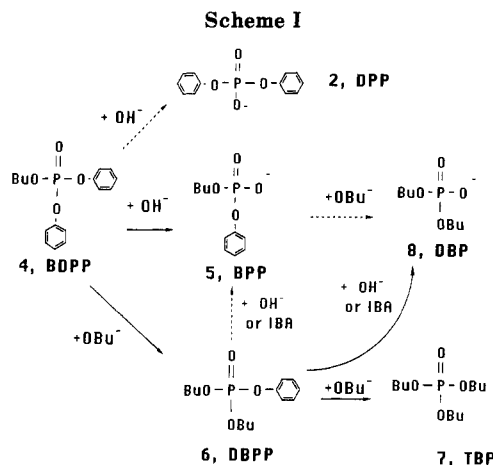 Scheme I
O
O-P-O
O-
2, DPP
+ OH-
O
BuO-P-O
O
4, BDPP
+ OH-
O
BuO-P-O-
O
5, BPP
+OBu-
O
BuO-P-O-
OBu
8, DBP
+OBu-
+ OH-
or IBA
+ OH-
or IBA
O
BuO-P-O
OBu
6, DBPP
+OBu-
O
BuO-P-OBu
OBu
7, TBP